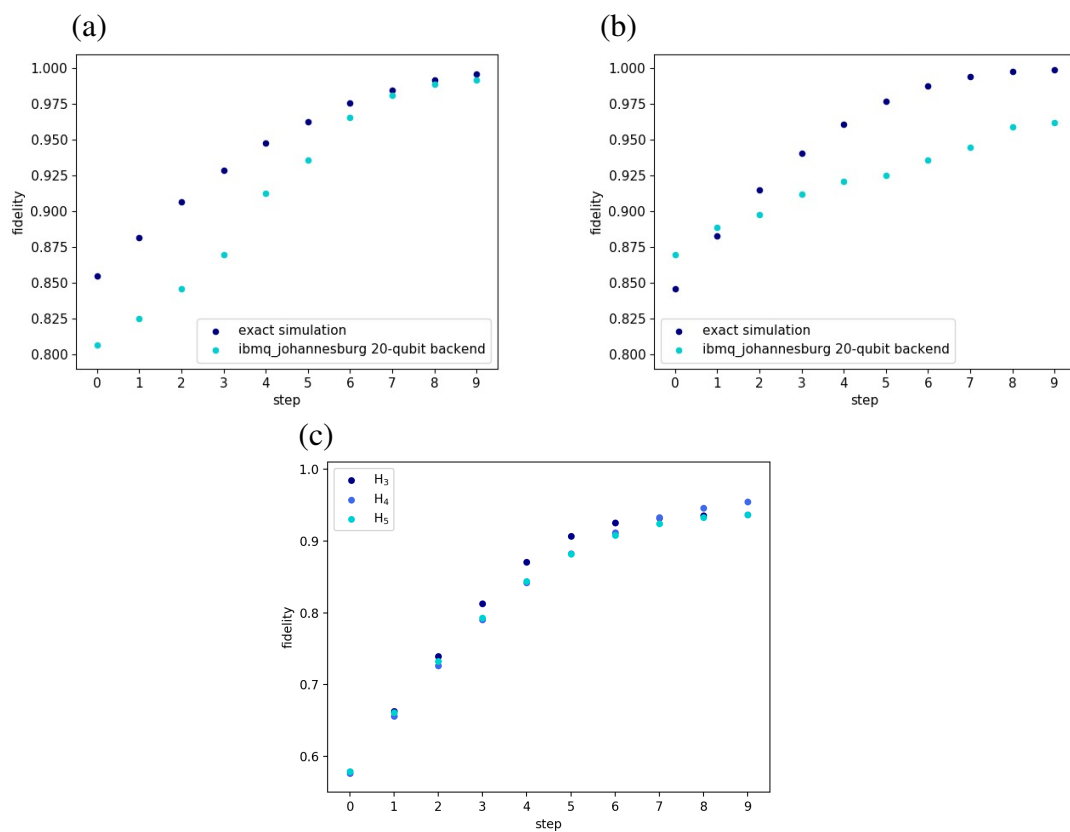 (a)
1.000
0.975
0.950
0.925
0.900
0.875
0.850
0.825
0.800
fidelity
exact simulation
ibmq_johannesburg 20-qubit backend
0 1 2 3 4 5 6 7 8 9
step
(b)
1.000
0.975
0.950
0.925
0.900
0.875
0.850
0.825
0.800
fidelity
exact simulation
ibmq_johannesburg 20-qubit backend
0 1 2 3 4 5 6 7 8 9
step
(c)
1.0
0.9
0.8
0.7
0.6
fidelity
H₃
H₄
H₅
0 1 2 3 4 5 6 7 8 9
step